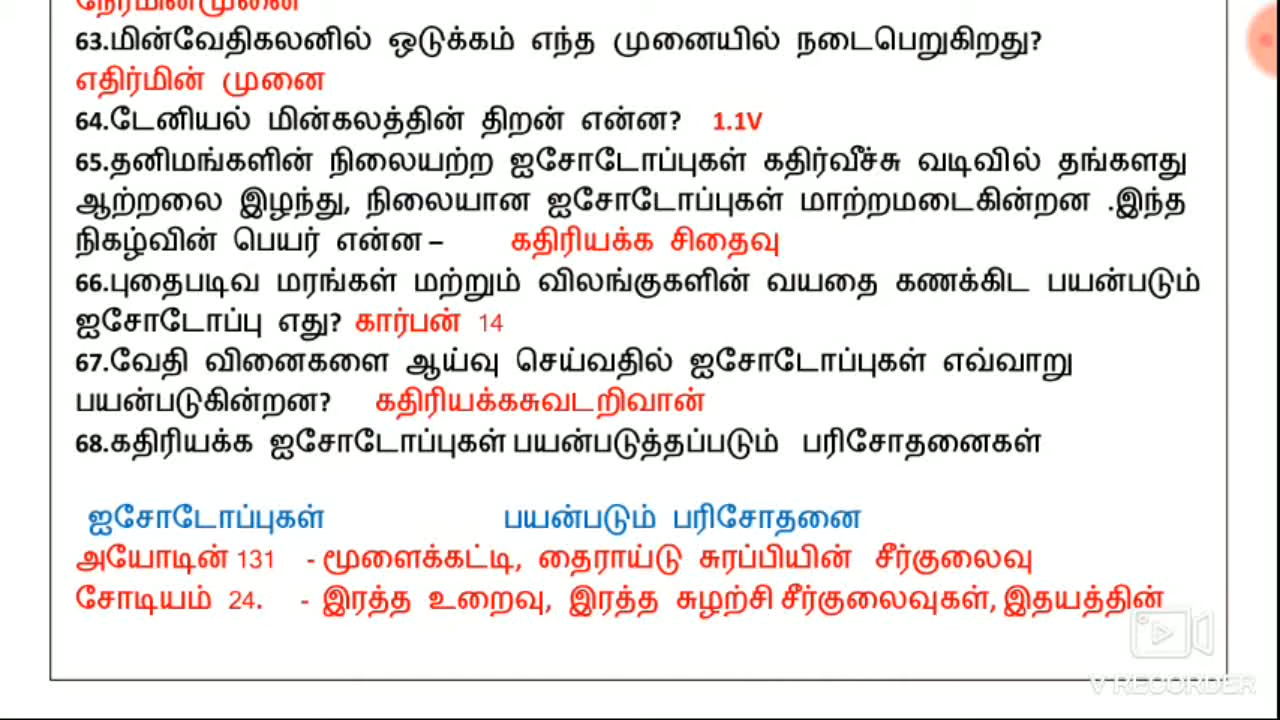 நேர்மின்முனை
63.மின்வேதிகலனில் ஒடுக்கம் எந்த முனையில் நடைபெறுகிறது?
எதிர்மின் முனை
64.டேனியல் மின்கலத்தின் திறன் என்ன? 1.1V
65.தனிமங்களின் நிலையற்ற ஐசோடோப்புகள் கதிர்வீச்சு வடிவில் தங்களது
ஆற்றலை இழந்து, நிலையான ஐசோடோப்புகள் மாற்றமடைகின்றன .இந்த
நிகழ்வின் பெயர் என்ன – கதிரியக்க சிதைவு
66.புதைபடிவ மரங்கள் மற்றும் விலங்குகளின் வயதை கணக்கிட பயன்படும்
ஐசோடோப்பு எது? கார்பன் 14
67.வேதி வினைகளை ஆய்வு செய்வதில் ஐசோடோப்புகள் எவ்வாறு
பயன்படுகின்றன? கதிரியக்கசுவடறிவான்
68.கதிரியக்க ஐசோடோப்புகள் பயன்படுத்தப்படும் பரிசோதனைகள்
ஐசோடோப்புகள் பயன்படும் பரிசோதனை
அயோடின் 131 - மூளைக்கட்டி, தைராய்டு சுரப்பியின் சீர்குலைவு
சோடியம் 24. - இரத்த உறைவு, இரத்த சுழற்சி சீர்குலைவுகள், இதயத்தின்
V RECORDER